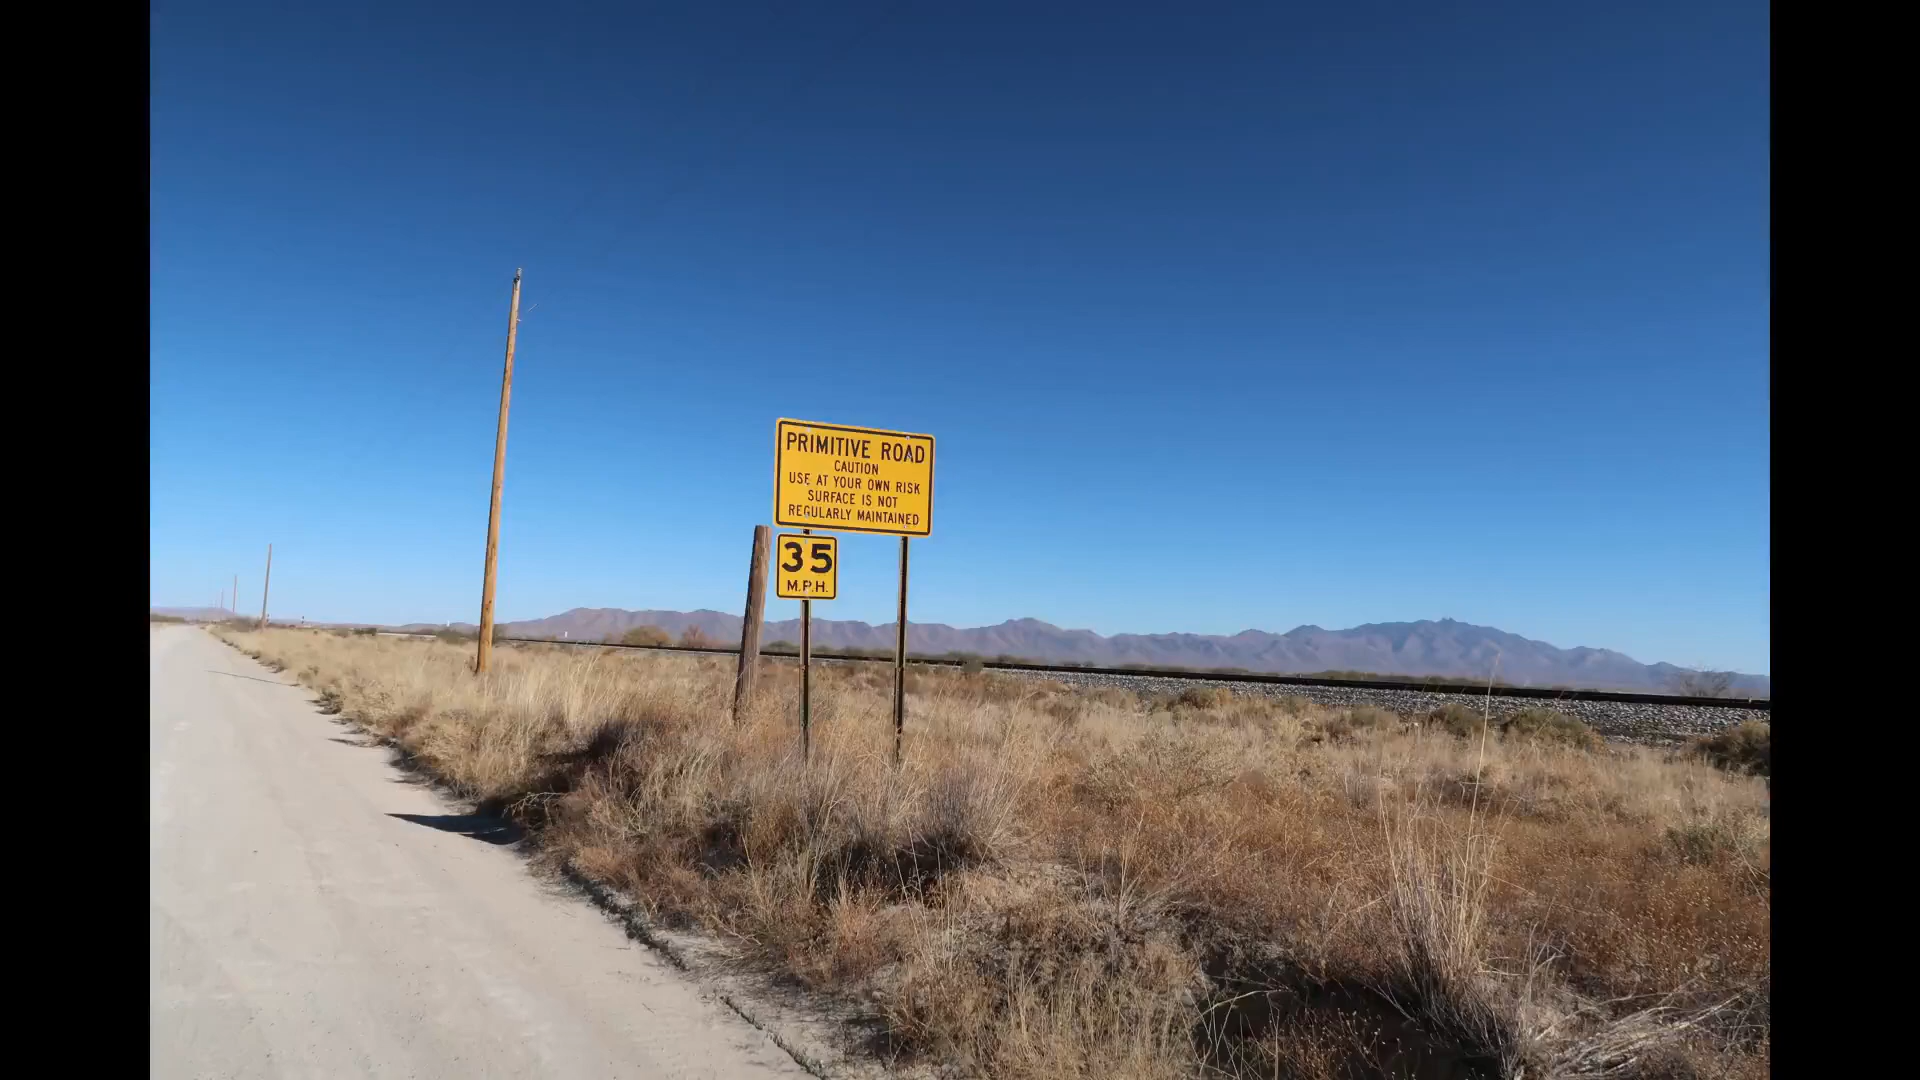 PRIMITIVE ROAD
CAUTION
USE AT YOUR OWN RISK
SURFACE IS NOT
REGULARLY MAINTAINED
35
M.P.H.